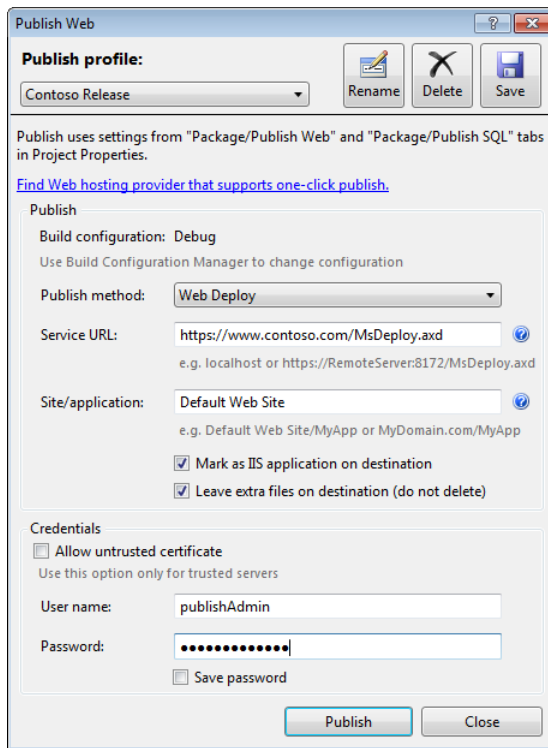 Publish Web
Publish profile:
Contoso Release
Rename
Delete
Save
Publish uses settings from "Package/Publish Web" and "Package/Publish SQL" tabs
in Project Properties.
Find Web hosting provider that supports one-click publish.
Publish
Build configuration: Debug
Use Build Configuration Manager to change configuration
Publish method: Web Deploy
Service URL: https://www.contoso.com/MsDeploy.axd
e.g. localhost or https://RemoteServer:8172/MsDeploy.axd
Site/application: Default Web Site
e.g. Default Web Site/MyApp or MyDomain.com/MyApp
Mark as IIS application on destination
Leave extra files on destination (do not delete)
Credentials
Allow untrusted certificate
Use this option only for trusted servers
User name: publishAdmin
Password: ●●●●●●●●●●●●●
Save password
Publish
Close